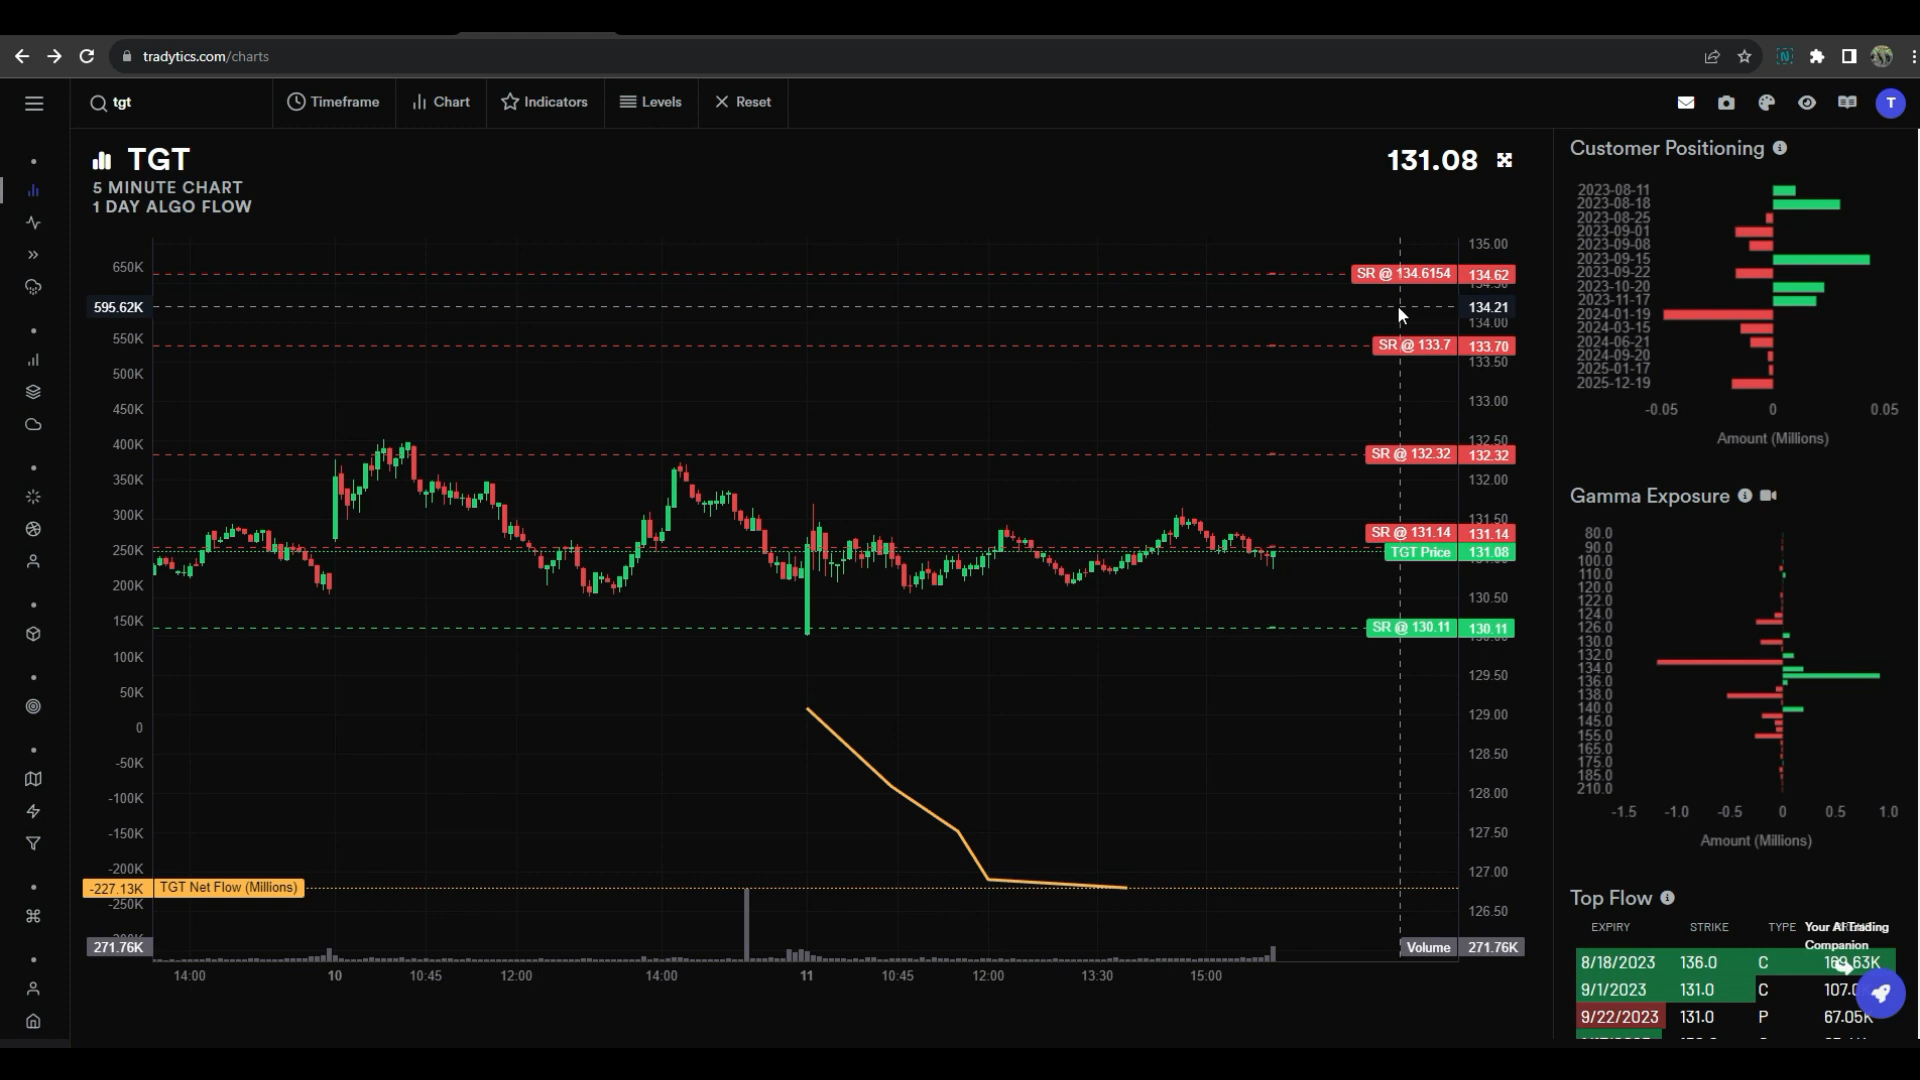 tradytics.com/charts
tgt
Timeframe
Chart
Indicators
Levels
Reset
T
TGT
5 MINUTE CHART
1 DAY ALGO FLOW
131.08
650K
595.62K
550K
500K
450K
400K
350K
300K
250K
200K
150K
100K
50K
0
-50K
-100K
-150K
-200K
-227.13K TGT Net Flow (Millions)
-250K
271.76K
135.00
SR @ 134.6154 134.62
134.21
134.00
SR @ 133.7 133.70
133.50
133.00
132.50
SR @ 132.32 132.32
132.00
131.50
SR @ 131.14 131.14
TGT Price 131.08
130.50
SR @ 130.11 130.11
129.50
129.00
128.50
128.00
127.50
127.00
126.50
Volume 271.76K
14:00 10 10:45 12:00 14:00 11 10:45 12:00 13:30 15:00
Customer Positioning
2023-08-11
2023-08-18
2023-08-25
2023-09-01
2023-09-08
2023-09-15
2023-09-22
2023-10-20
2023-11-17
2024-01-19
2024-03-15
2024-06-21
2024-09-20
2025-01-17
2025-12-19
-0.05 0 0.05
Amount (Millions)
Gamma Exposure
80.0
90.0
100.0
110.0
120.0
122.0
124.0
126.0
130.0
132.0
134.0
136.0
138.0
140.0
145.0
155.0
165.0
175.0
185.0
210.0
-1.5 -1.0 -0.5 0 0.5 1.0
Amount (Millions)
Top Flow
EXPIRY STRIKE TYPE
Your AI Trading
Companion
8/18/2023 136.0 C 169.63K
9/1/2023 131.0 C 107.
9/22/2023 131.0 P 67.05K